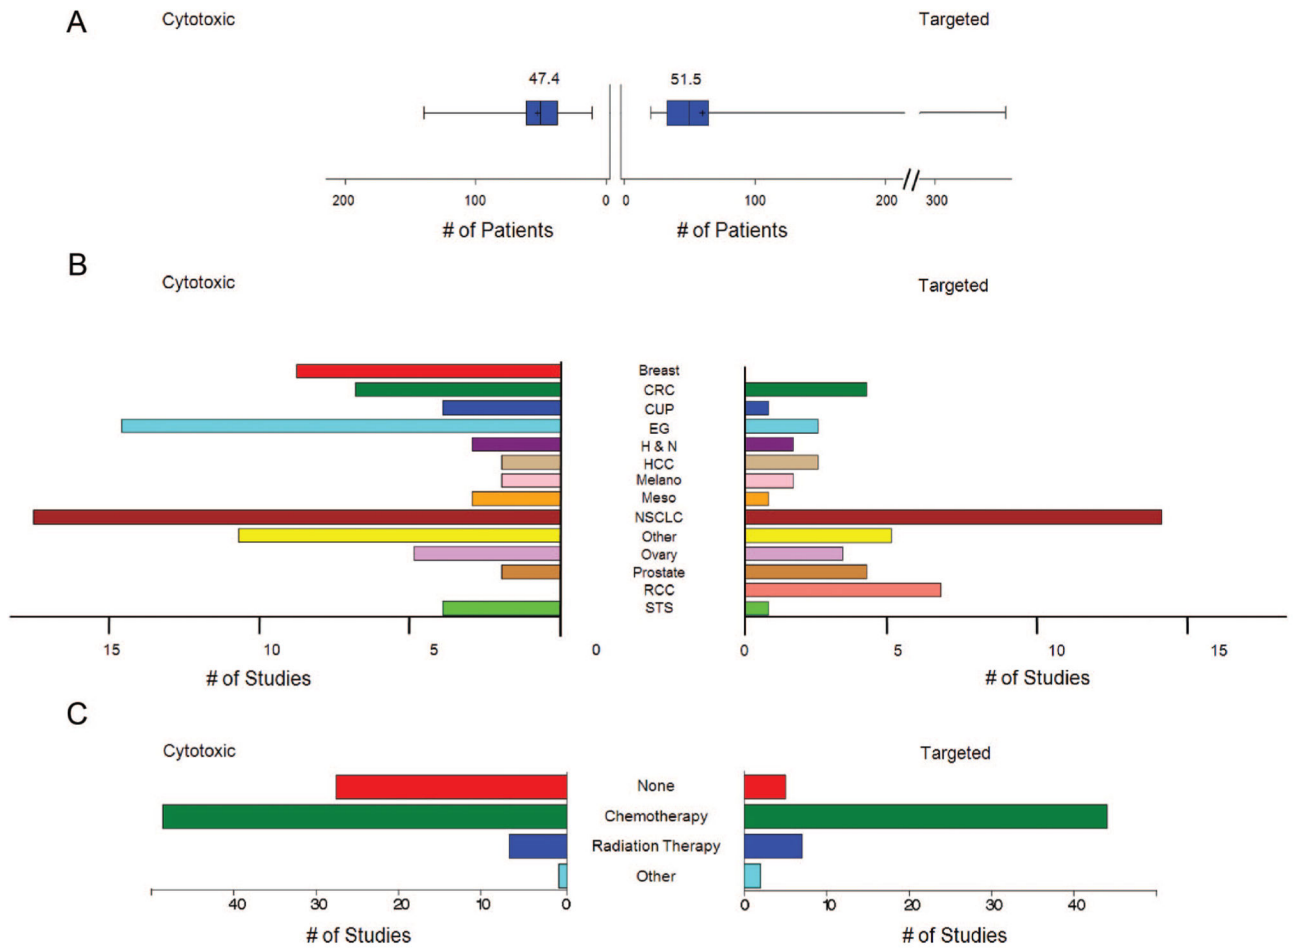 A
Cytotoxic
Targeted
47.4
51.5
200 100 0 0 100 200 300
# of Patients
# of Patients
B
Cytotoxic
Targeted
Breast
CRC
CUP
EG
H & N
HCC
Melano
Meso
NSCLC
Other
Ovary
Prostate
RCC
STS
15 10 5 0 0 5 10 15
# of Studies
# of Studies
C
Cytotoxic
Targeted
None
Chemotherapy
Radiation Therapy
Other
40 30 20 10 0 0 10 20 30 40
# of Studies
# of Studies